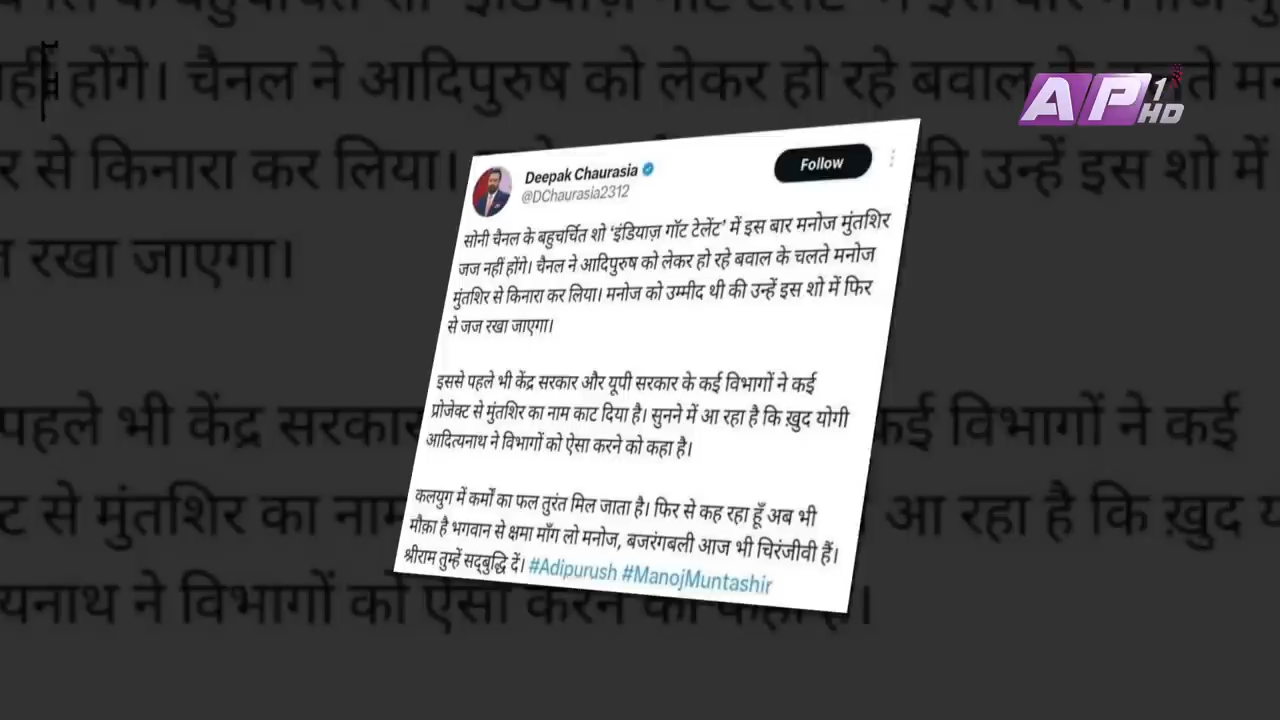 AP1 HD
Deepak Chaurasia
@DChaurasia2312
Follow
सोनी चैनल के बहुचर्चित शो ‘इंडियाज़ गॉट टेलेंट’ में इस बार मनोज मुंतशिर
जज नहीं होंगे। चैनल ने आदिपुरुष को लेकर हो रहे बवाल के चलते मनोज
मुंतशिर से किनारा कर लिया। मनोज को उम्मीद थी की उन्हें इस शो में फिर
से जज रखा जाएगा।
इससे पहले भी केंद्र सरकार और यूपी सरकार के कई विभागों ने कई
प्रोजेक्ट से मुंतशिर का नाम काट दिया है। सुनने में आ रहा है कि ख़ुद योगी
आदित्यनाथ ने विभागों को ऐसा करने को कहा है।
कलयुग में कर्मों का फल तुरंत मिल जाता है। फिर से कह रहा हूँ अब भी
मौक़ा है भगवान से क्षमा माँग लो मनोज, बजरंगबली आज भी चिरंजीवी हैं।
श्रीराम तुम्हें सद्बुद्धि दें। #Adipurush #ManojMuntashir